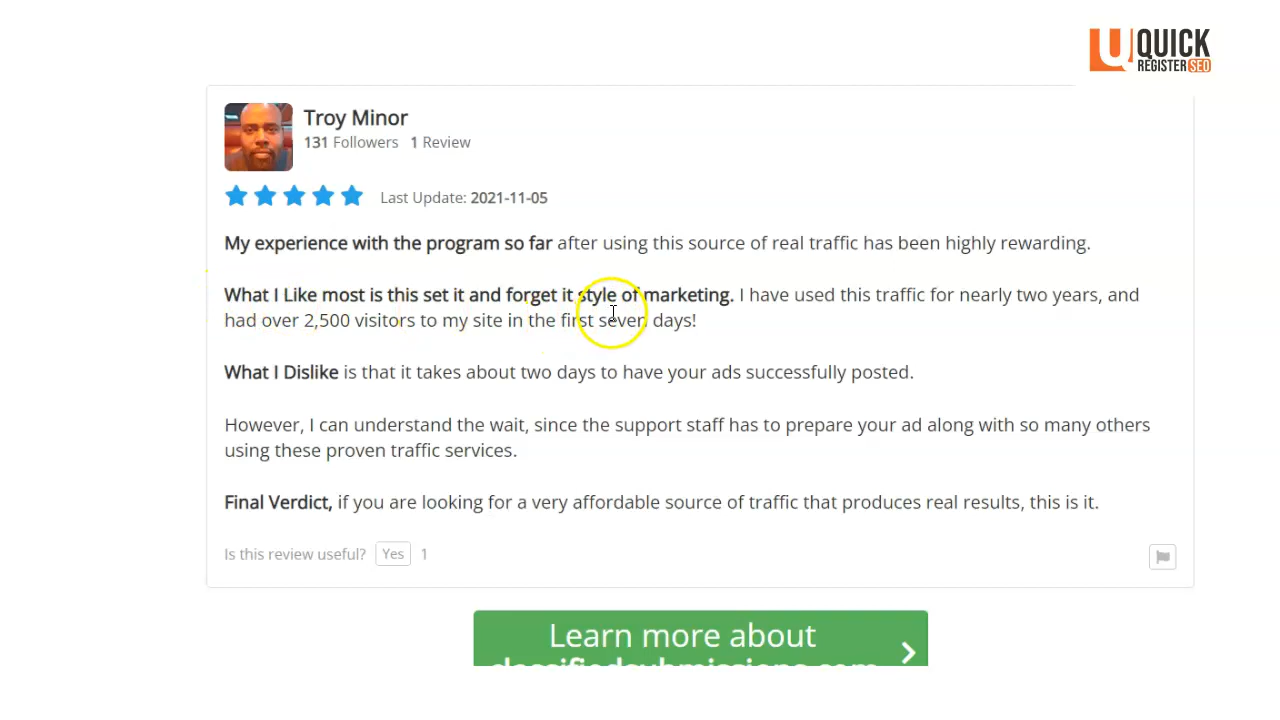 U QUICK
REGISTER SEO
Troy Minor
131 Followers 1 Review
Last Update: 2021-11-05
My experience with the program so far after using this source of real traffic has been highly rewarding.
What I Like most is this set it and forget it style of marketing. I have used this traffic for nearly two years, and
had over 2,500 visitors to my site in the first seven days!
What I Dislike is that it takes about two days to have your ads successfully posted.
However, I can understand the wait, since the support staff has to prepare your ad along with so many others
using these proven traffic services.
Final Verdict, if you are looking for a very affordable source of traffic that produces real results, this is it.
Is this review useful? Yes 1
Learn more about
classifiedsubmissions.com